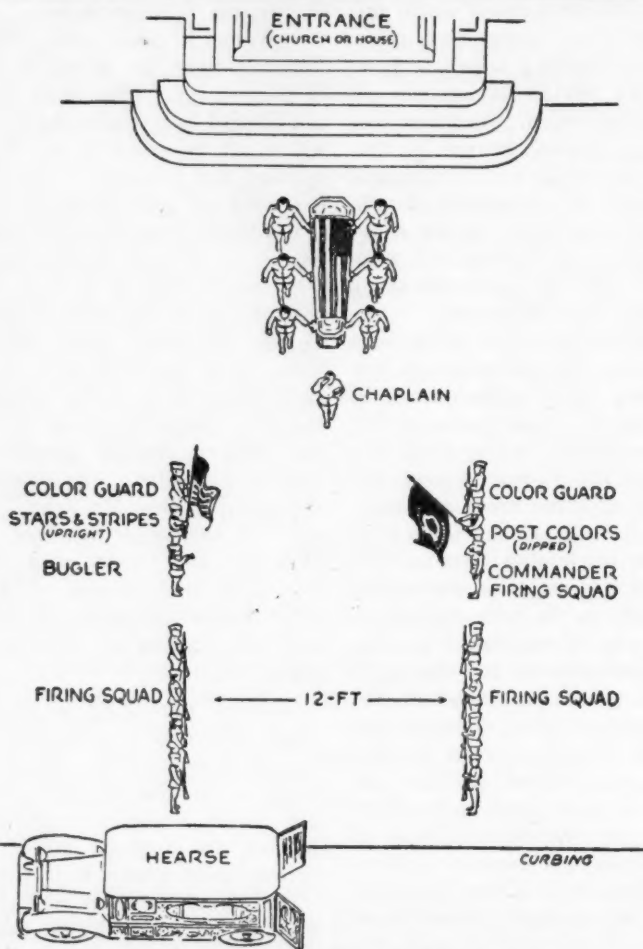 ENTRANCE
(CHURCH OR HOUSE)
CHAPLAIN
COLOR GUARD
STARS & STRIPES
(UPRIGHT)
BUGLER
COLOR GUARD
POST COLORS
(DIPPED)
COMMANDER
FIRING SQUAD
FIRING SQUAD
12-FT
FIRING SQUAD
HEARSE
CURBING